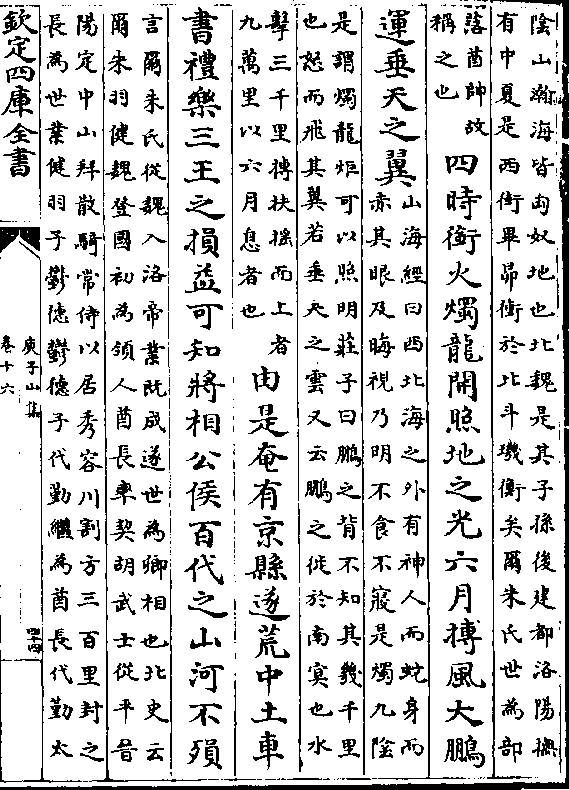 陰山瀚海皆匈奴地也北魏是其子孫後建都洛陽撫
有中夏是西街畢昴街於北斗璣衡矣爾朱氏世為部
落酋帥故
稱之也
四時銜火燭龍開照地之光六月摶風大鵬
運垂天之翼
山海經曰西北海之外有神人面蛇身而
赤其眼及晦視乃明不食不寢是燭九陰
是謂燭龍炬可以照明莊子曰鵬之背不知其幾千里
也怒而飛其翼若垂天之雲又云鵬之徙於南冥也水
擊三千里摶扶摇而上者
九萬里以六月息者也
由是奄有京縣遂荒中土車
書禮樂三王之損益可知將相公侯百代之山河不殞
言爾朱氏從魏入洛帝業既成遂世為卿相也北史云
爾朱羽健魏登國初為領人酋長率契胡武士從平晉
陽定中山拜散騎常侍以居秀容川割方三百里封之
長為世業健羽子鬱德鬱德子代勤繼為酋長代勤太
欽定四庫全書
庾子山集
卷十六